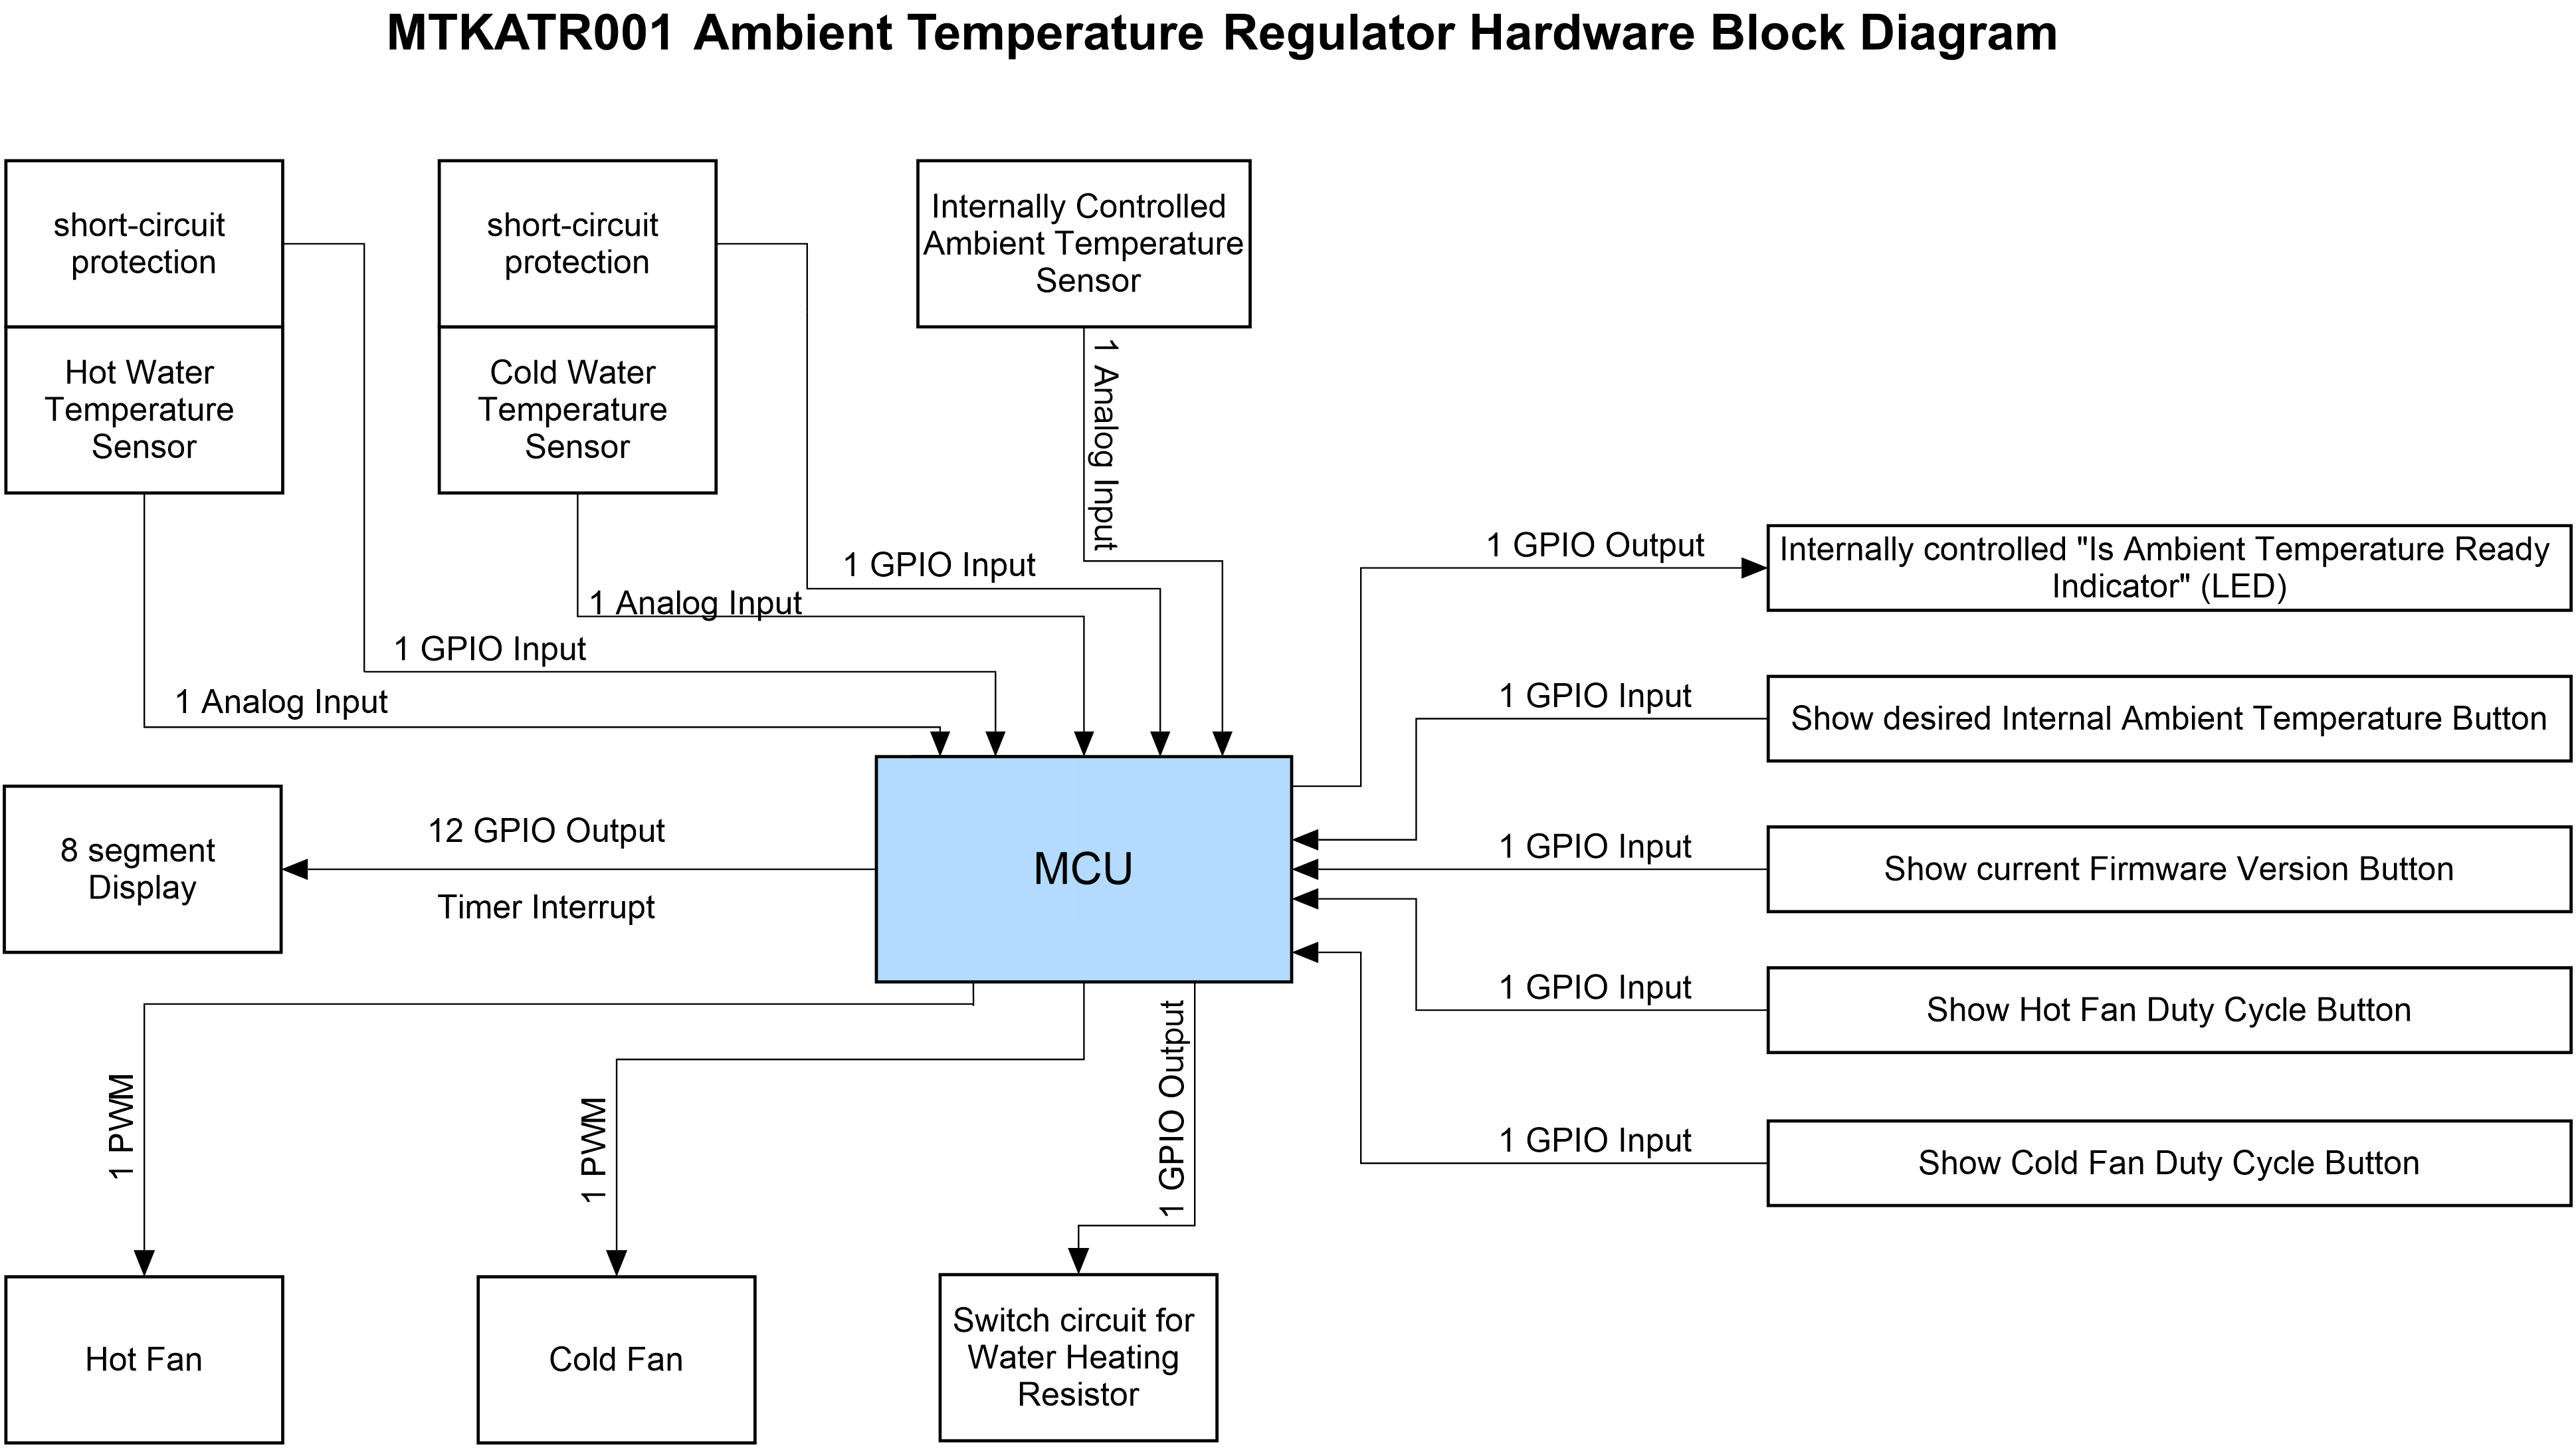 MTKATR001 Ambient Temperature Regulator Hardware Block Diagram
short-circuit
protection
short-circuit
protection
Internally Controlled
Ambient Temperature
Sensor
Hot Water
Temperature
Sensor
Cold Water
Temperature
Sensor
1 Analog Input
1 GPIO Input
1 Analog Input
1 GPIO Input
1 Analog Input
1 GPIO Output
Internally controlled "Is Ambient Temperature Ready
Indicator" (LED)
1 GPIO Input
Show desired Internal Ambient Temperature Button
8 segment
Display
12 GPIO Output
Timer Interrupt
MCU
1 GPIO Input
Show current Firmware Version Button
1 GPIO Input
Show Hot Fan Duty Cycle Button
1 GPIO Input
Show Cold Fan Duty Cycle Button
1 PWM
1 PWM
1 GPIO Output
Hot Fan
Cold Fan
Switch circuit for
Water Heating
Resistor